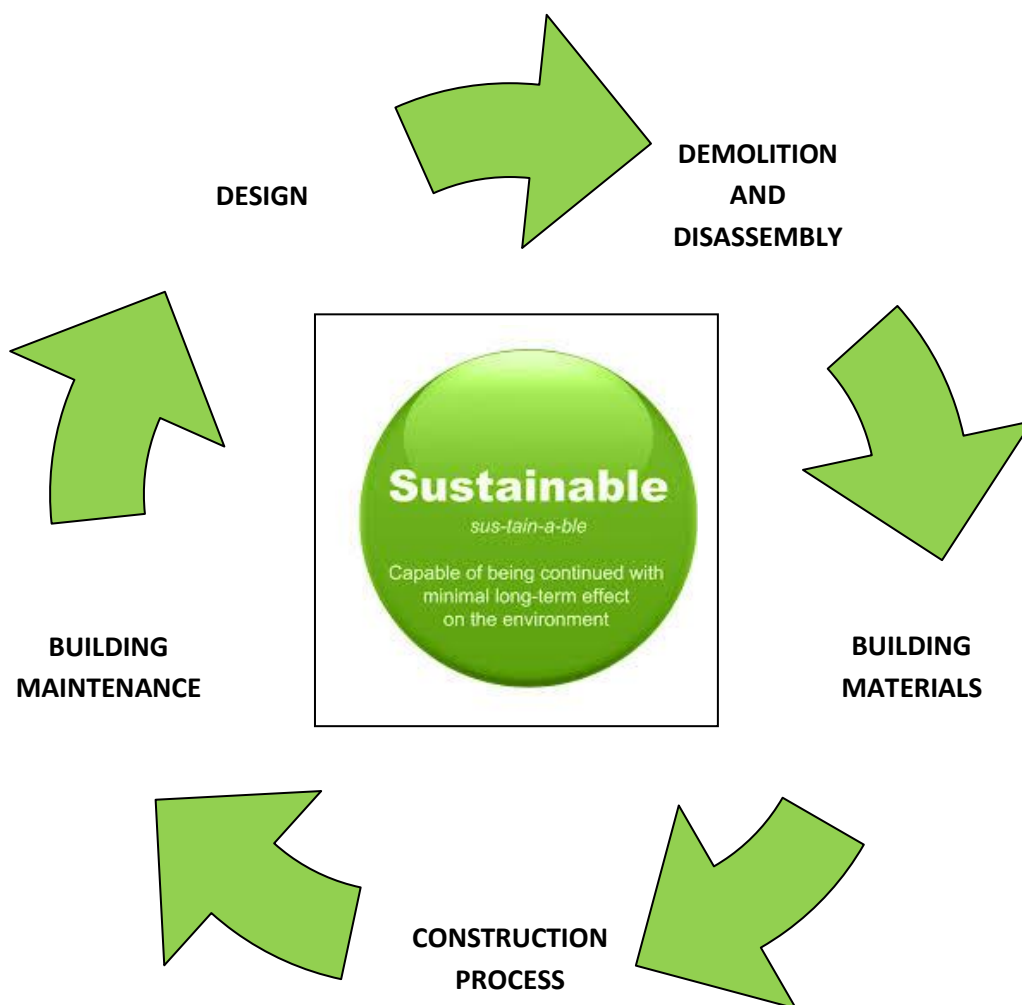 DESIGN
DEMOLITION
AND
DISASSEMBLY
Sustainable
sus-tain-a-ble
Capable of being continued with
minimal long-term effect
on the environment
BUILDING
MATERIALS
CONSTRUCTION
PROCESS
BUILDING
MAINTENANCE